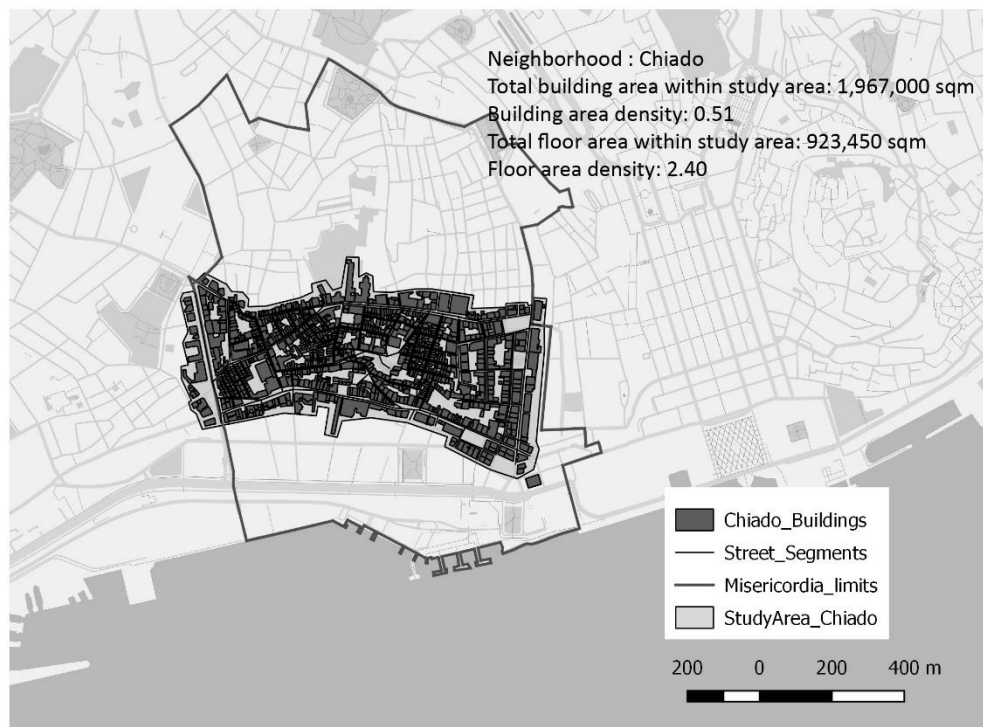 Neighborhood : Chiado
Total building area within study area: 1,967,000 sqm
Building area density: 0.51
Total floor area within study area: 923,450 sqm
Floor area density: 2.40
Chiado_Buildings
Street_Segments
Misericordia_limits
StudyArea_Chiado
200 0 200 400 m